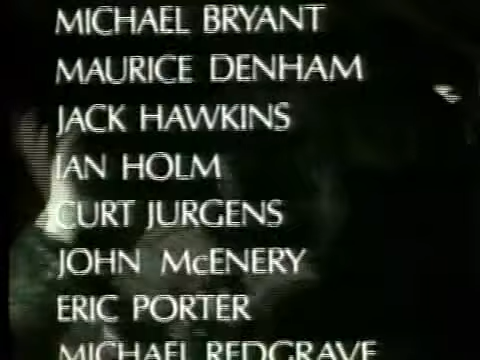 MICHAEL BRYANT
MAURICE DENHAM
JACK HAWKINS
IAN HOLM
CURT JURGENS
JOHN McENERY
ERIC PORTER
MICHAEL REDGRAVE